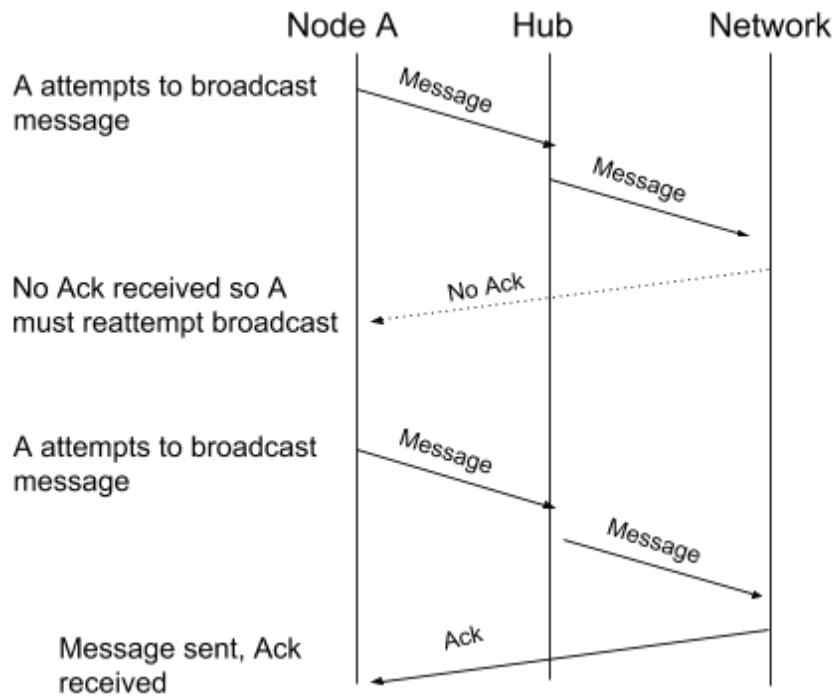 Node A
Hub
Network
A attempts to broadcast
message
Message
Message
No Ack received so A
must reattempt broadcast
No Ack
A attempts to broadcast
message
Message
Message
Message sent, Ack
received
Ack